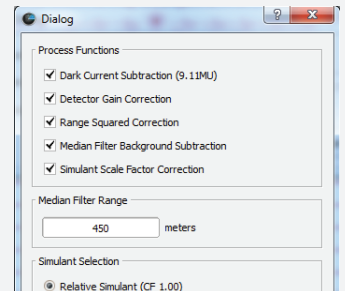 Dialog
Process Functions
Dark Current Subtraction (9.11MU)
Detector Gain Correction
Range Squared Correction
Median Filter Background Subtraction
Simulant Scale Factor Correction
Median Filter Range
450 meters
Simulant Selection
Relative Simulant (CF 1.00)